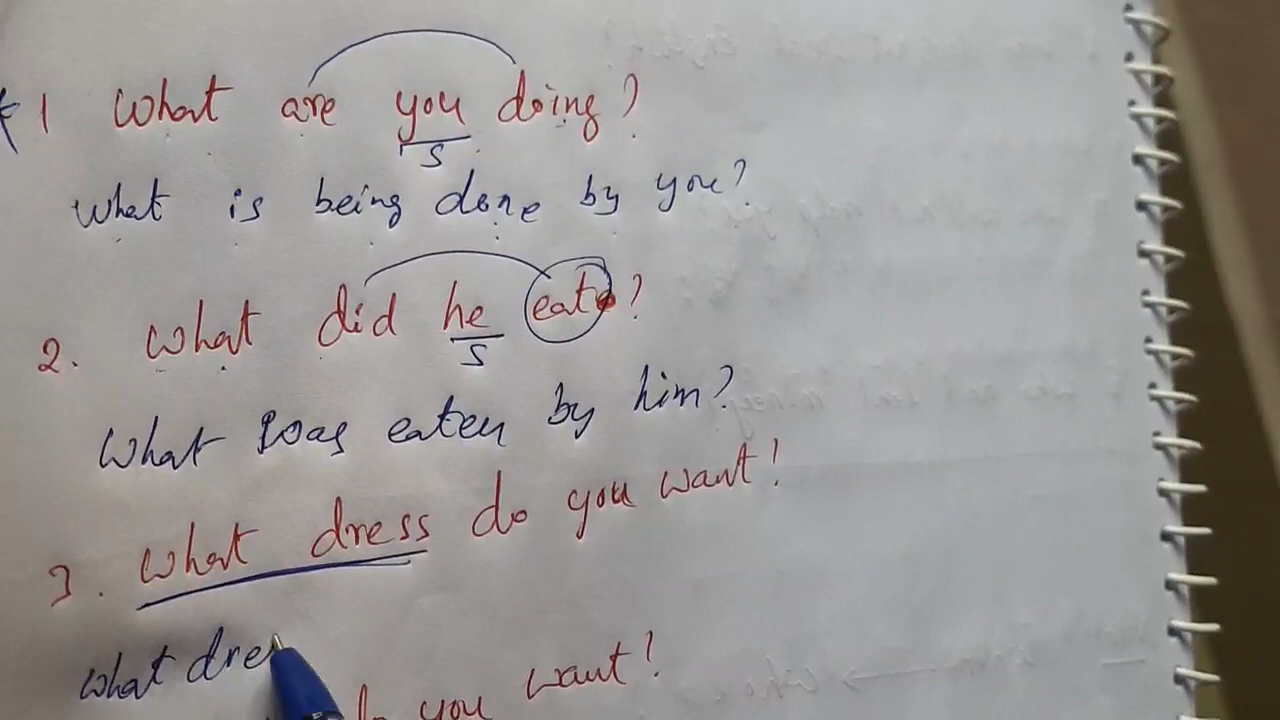 1 What are you doing?
S
What is being done by you?
2. What did he eat?
S
What was eaten by him?
3. What dress do you want!
What dre
you want!